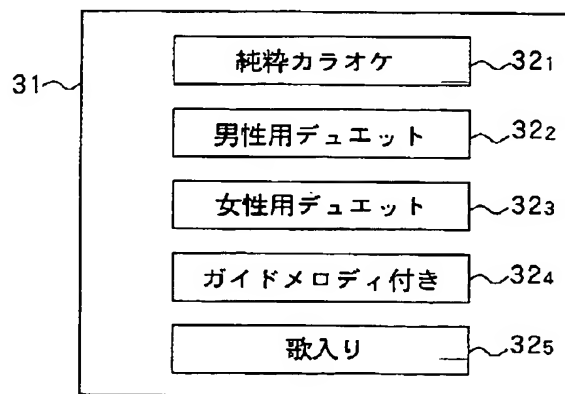 純粋カラオケ 32₁
31
男性用デュエット 32₂
女性用デュエット 32₃
ガイドメロディ付き 32₄
歌入り 32₅